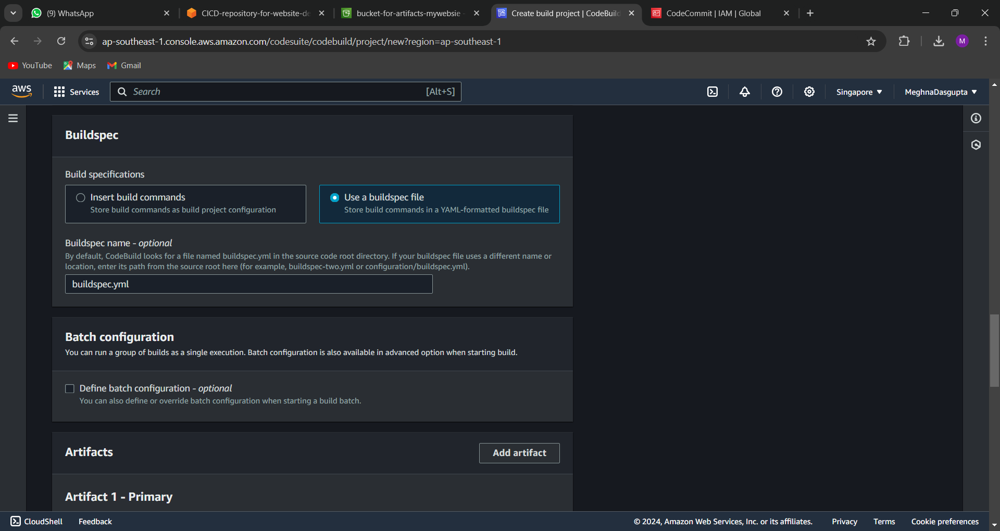 (9) WhatsApp
CICD-repository-for-website-de
bucket-for-artifacts-mywebsie -
Create build project | CodeBuild
CodeCommit | IAM | Global
ap-southeast-1.console.aws.amazon.com/codesuite/codebuild/project/new?region=ap-southeast-1
M
YouTube
Maps
Gmail
aws
Services
Search
[Alt+S]
Singapore
MeghnaDasgupta
Buildspec
Build specifications
Insert build commands
Store build commands as build project configuration
Use a buildspec file
Store build commands in a YAML-formatted buildspec file
Buildspec name - optional
By default, CodeBuild looks for a file named buildspec.yml in the source code root directory. If your buildspec file uses a different name or
location, enter its path from the source root here (for example, buildspec-two.yml or configuration/buildspec.yml).
buildspec.yml
Batch configuration
You can run a group of builds as a single execution. Batch configuration is also available in advanced option when starting build.
Define batch configuration - optional
You can also define or override batch configuration when starting a build batch.
Artifacts
Add artifact
Artifact 1 - Primary
CloudShell
Feedback
© 2024, Amazon Web Services, Inc. or its affiliates.
Privacy
Terms
Cookie preferences